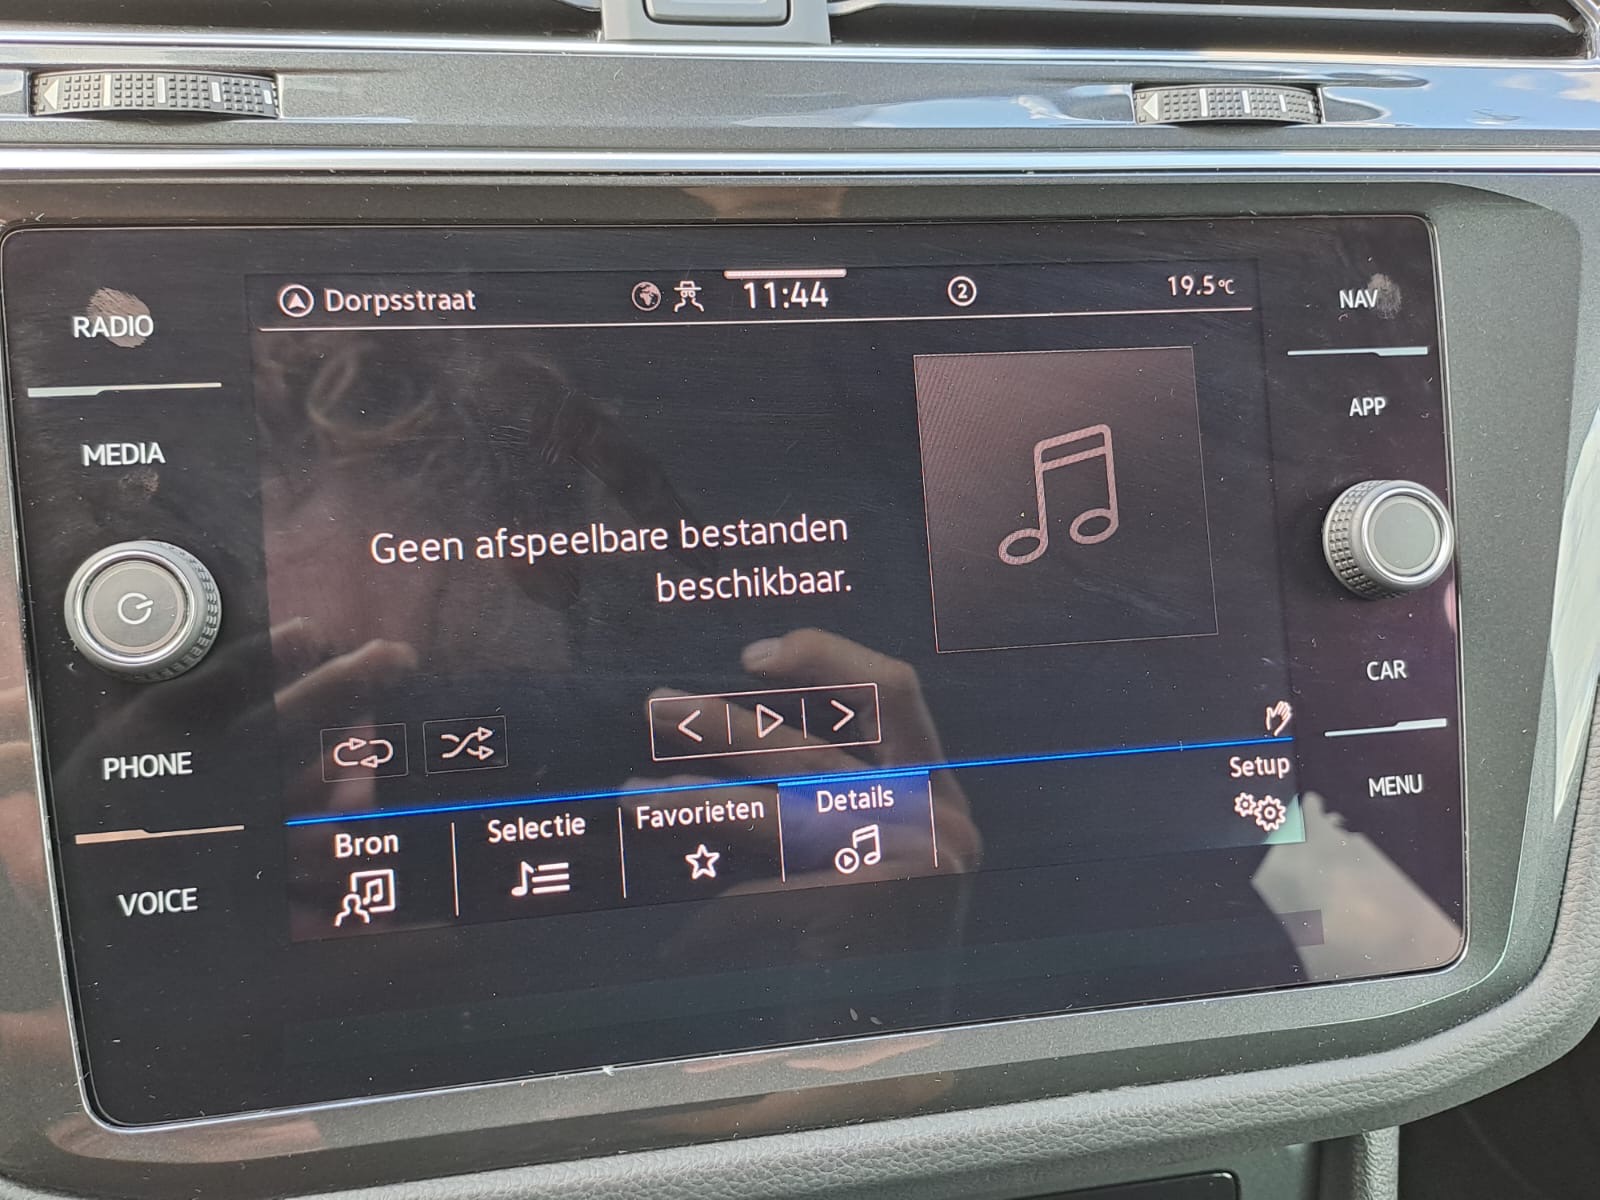 RADIO
MEDIA
PHONE
VOICE
Dorpsstraat
11:44
2
19.5°C
Geen afspeelbare bestanden
beschikbaar.
Bron
Selectie
Favorieten
Details
Setup
NAV
APP
CAR
MENU